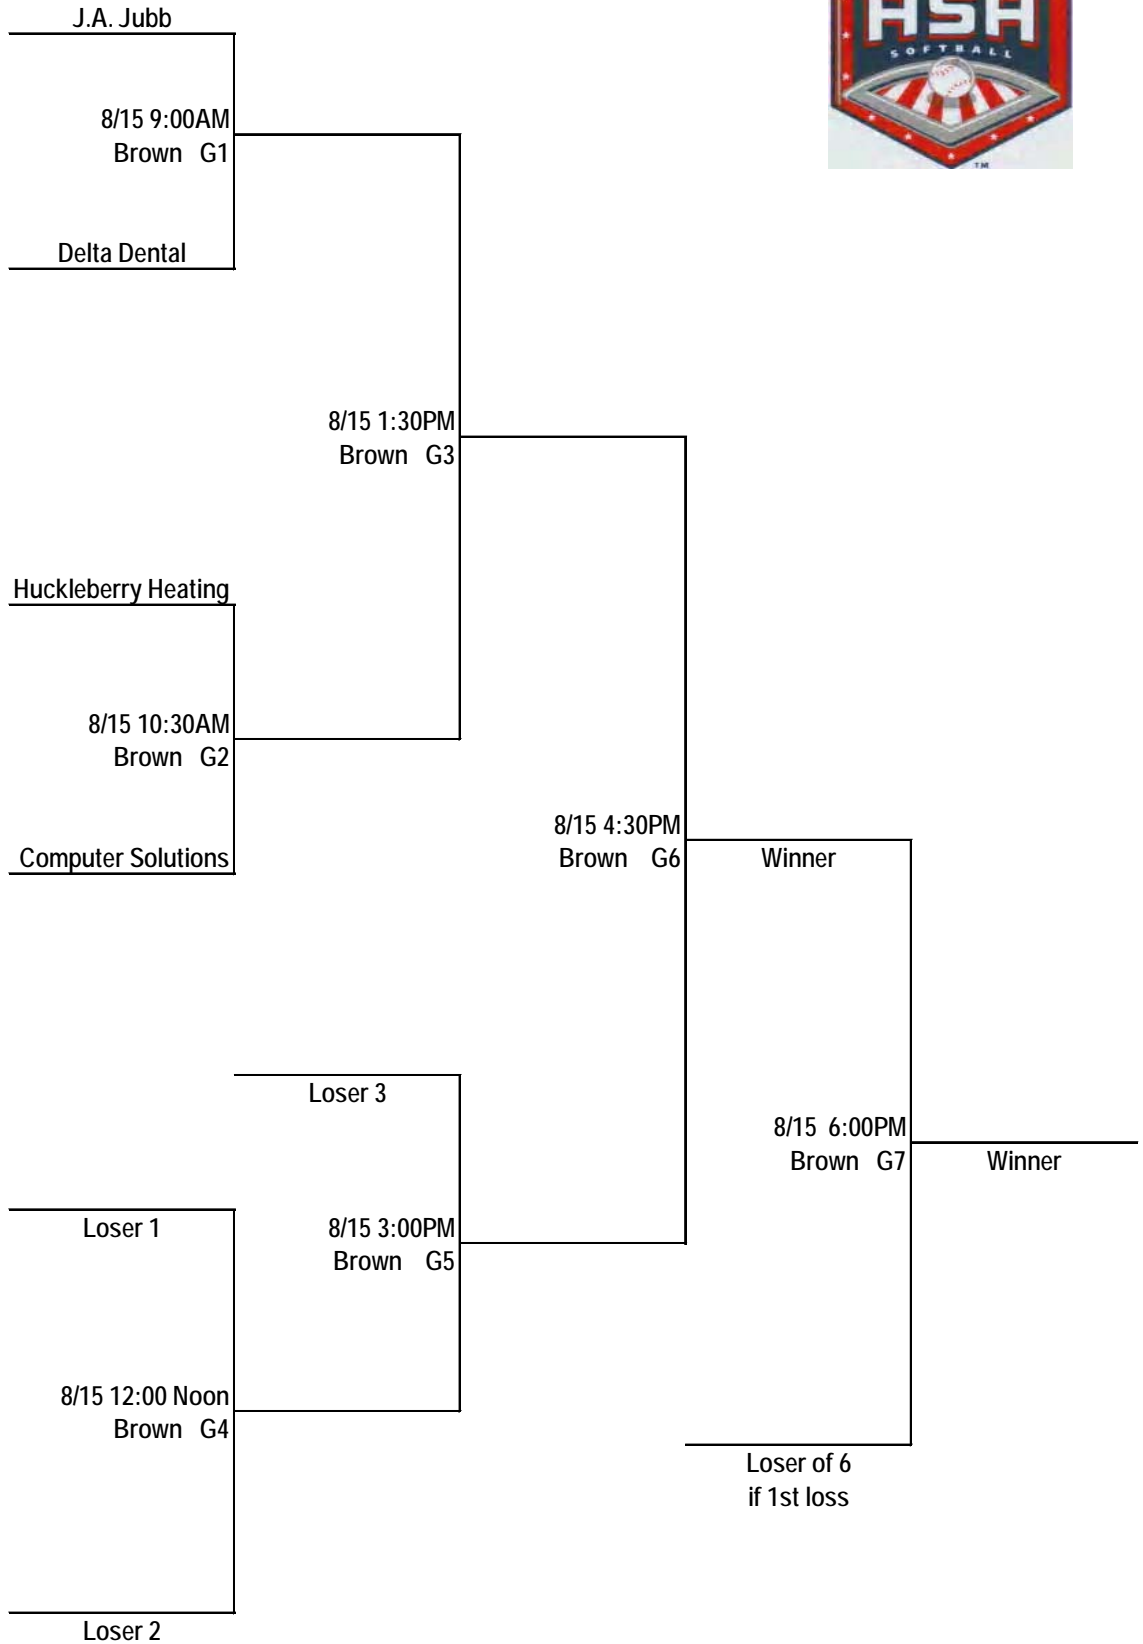 J.A. Jubb
SOFTBALL
TM
8/15 9:00AM
Brown G1
Delta Dental
8/15 1:30PM
Brown G3
Huckleberry Heating
8/15 10:30AM
Brown G2
Computer Solutions
8/15 4:30PM
Brown G6
Winner
Loser 3
8/15 6:00PM
Brown G7
Winner
Loser 1
8/15 3:00PM
Brown G5
8/15 12:00 Noon
Brown G4
Loser of 6
if 1st loss
Loser 2